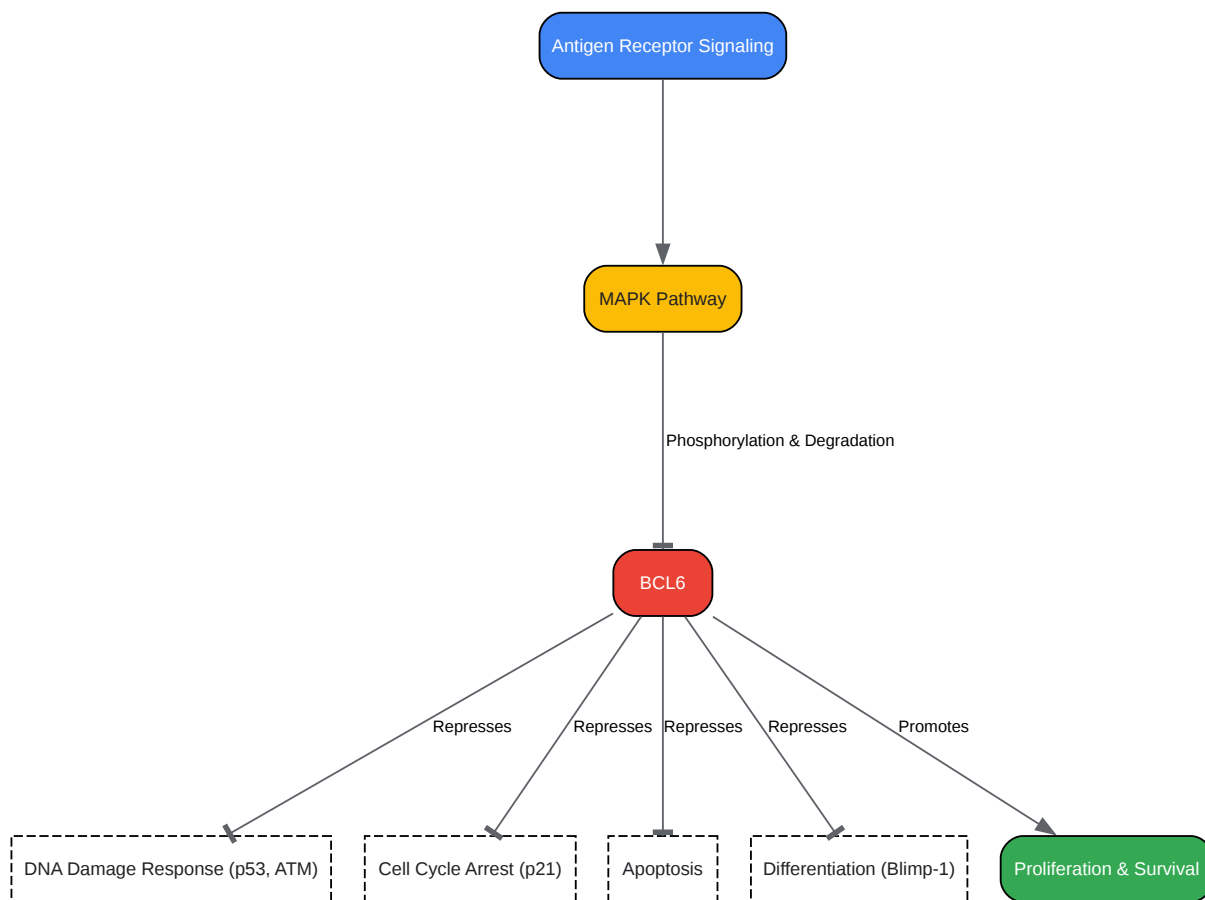 Antigen Receptor Signaling
MAPK Pathway
Phosphorylation & Degradation
BCL6
Represses
Represses
Represses
Represses
Promotes
DNA Damage Response (p53, ATM)
Cell Cycle Arrest (p21)
Apoptosis
Differentiation (Blimp-1)
Proliferation & Survival